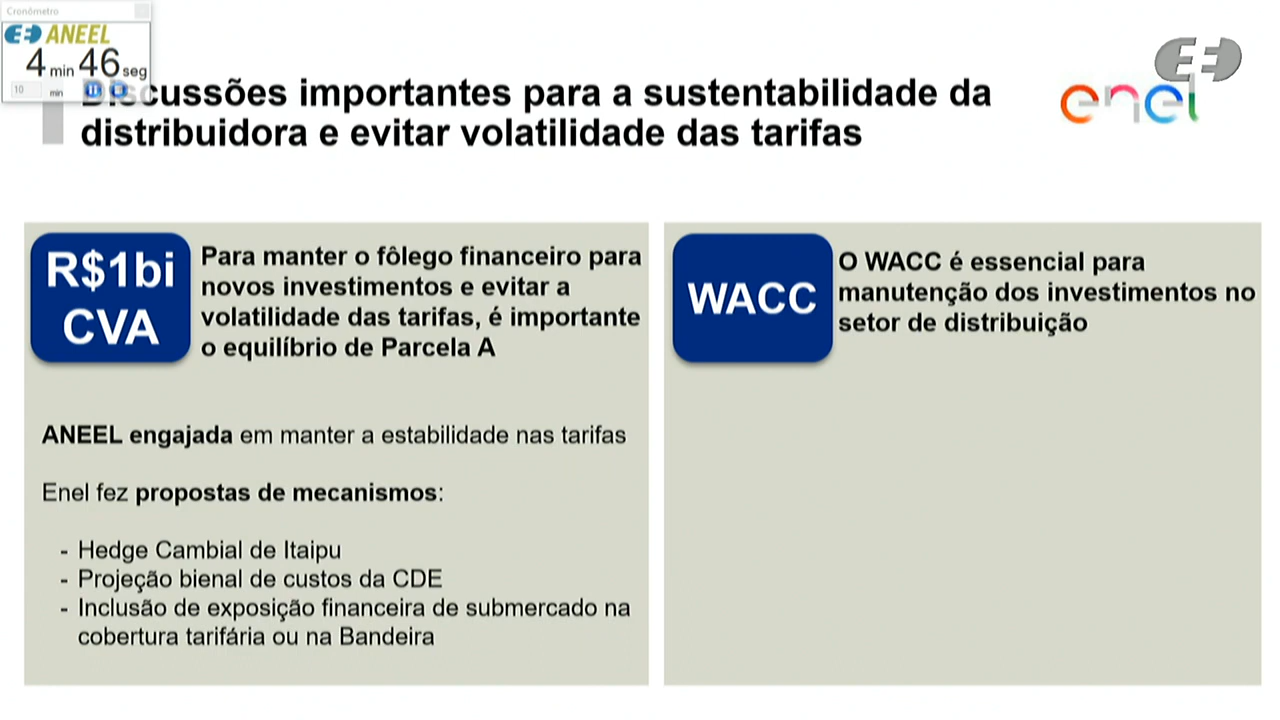 Cronômetro
ANEEL
4 min 46 seg
10 min
Discussões importantes para a sustentabilidade da
distribuidora e evitar volatilidade das tarifas
enel
R$1bi
CVA
Para manter o fôlego financeiro para
novos investimentos e evitar a
volatilidade das tarifas, é importante
o equilíbrio de Parcela A
ANEEL engajada em manter a estabilidade nas tarifas
Enel fez propostas de mecanismos:
- Hedge Cambial de Itaipu
- Projeção bienal de custos da CDE
- Inclusão de exposição financeira de submercado na
cobertura tarifária ou na Bandeira
WACC
O WACC é essencial para
manutenção dos investimentos no
setor de distribuição